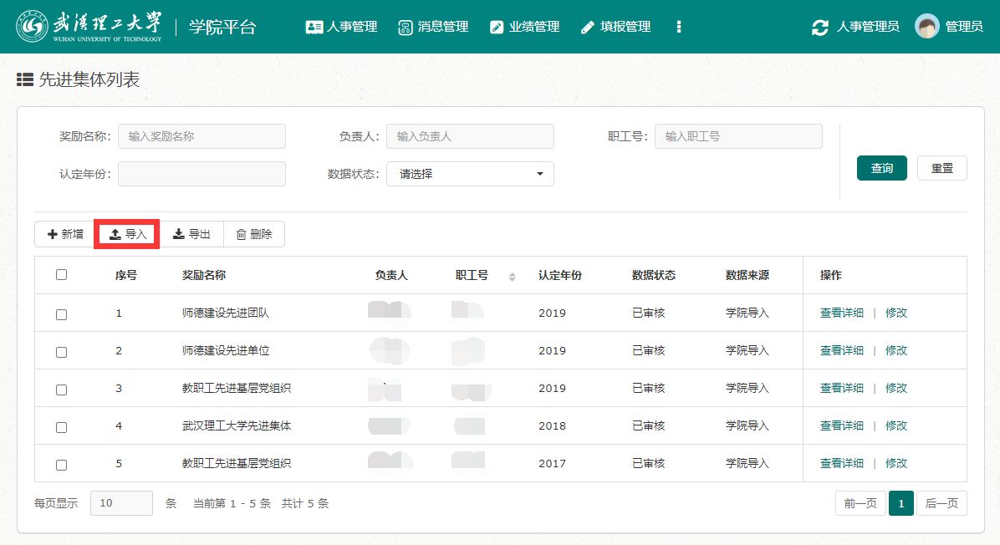 武汉理工大学 学院平台 人事管理 消息管理 业绩管理 填报管理 人事管理员 管理员
WUHAN UNIVERSITY OF TECHNOLOGY
先进集体列表
奖励名称: 输入奖励名称 负责人: 输入负责人 职工号: 输入职工号
认定年份: 数据状态: 请选择 查询 重置
新增 导入 导出 删除
序号 奖励名称 负责人 职工号 认定年份 数据状态 数据来源 操作
1 师德建设先进团队 2019 已审核 学院导入 查看详细 | 修改
2 师德建设先进单位 2019 已审核 学院导入 查看详细 | 修改
3 教职工先进基层党组织 2019 已审核 学院导入 查看详细 | 修改
4 武汉理工大学先进集体 2018 已审核 学院导入 查看详细 | 修改
5 教职工先进基层党组织 2017 已审核 学院导入 查看详细 | 修改
每页显示 10 条 当前第 1 - 5 条 共计 5 条 前一页 1 后一页